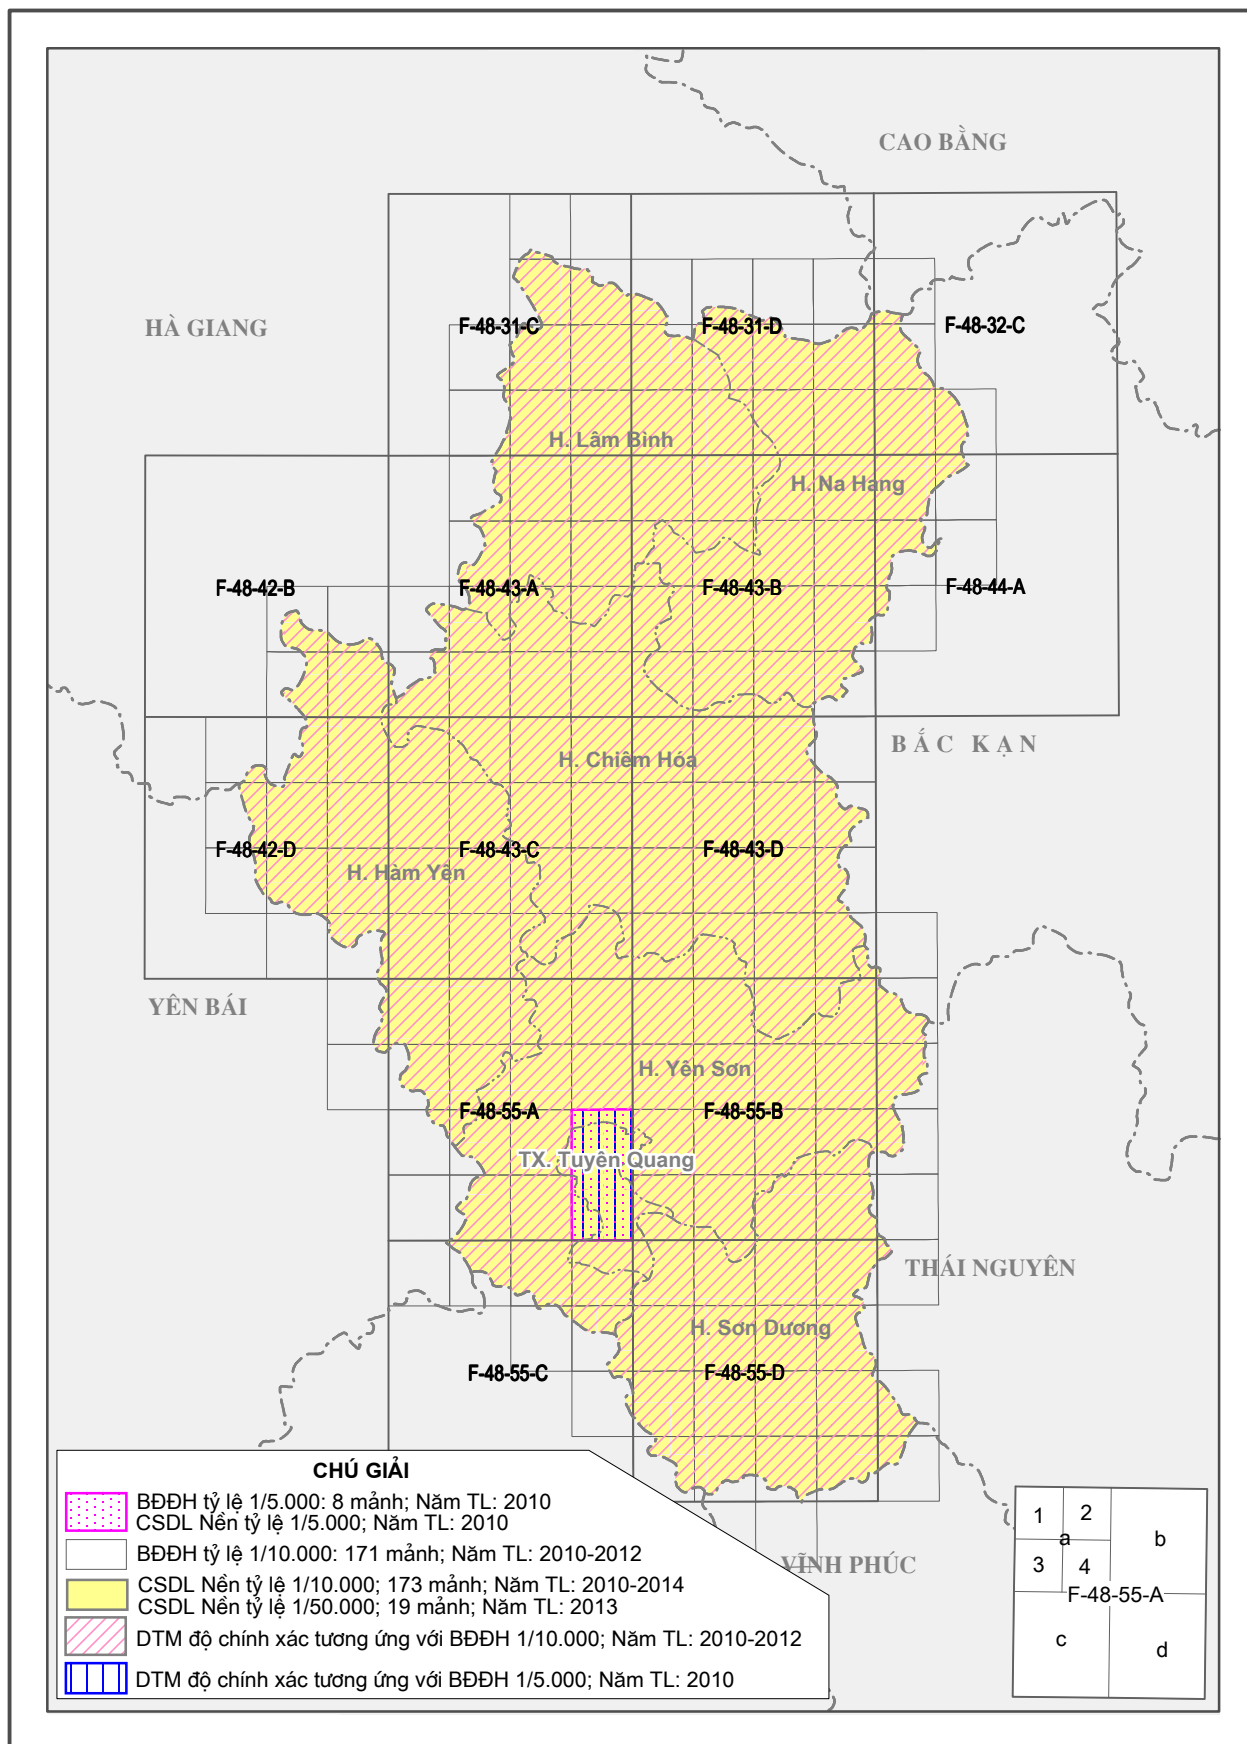 CAO BẰNG
HÀ GIANG
F-48-31-C
F-48-31-D
F-48-32-C
H. Lâm Bình
H. Na Hang
F-48-42-B
F-48-43-A
F-48-43-B
F-48-44-A
BẮC KẠN
H. Chiêm Hóa
F-48-42-D
F-48-43-C
F-48-43-D
H. Hàm Yên
YÊN BÁI
H. Yên Sơn
F-48-55-A
F-48-55-B
TX. Tuyên Quang
THÁI NGUYÊN
H. Sơn Dương
F-48-55-C
F-48-55-D
CHÚ GIẢI
BĐĐH tỷ lệ 1/5.000: 8 mảnh; Năm TL: 2010
CSDL Nền tỷ lệ 1/5.000; Năm TL: 2010
BĐĐH tỷ lệ 1/10.000: 171 mảnh; Năm TL: 2010-2012
CSDL Nền tỷ lệ 1/10.000; 173 mảnh; Năm TL: 2010-2014
CSDL Nền tỷ lệ 1/50.000; 19 mảnh; Năm TL: 2013
DTM độ chính xác tương ứng với BĐĐH 1/10.000; Năm TL: 2010-2012
DTM độ chính xác tương ứng với BĐĐH 1/5.000; Năm TL: 2010
VĨNH PHÚC
1
2
a
b
3
4
F-48-55-A
c
d